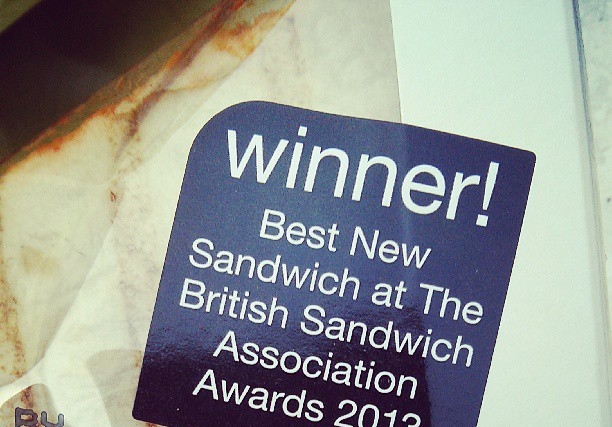 winner!
Best New
Sandwich at The
British Sandwich
Association
Awards 2013